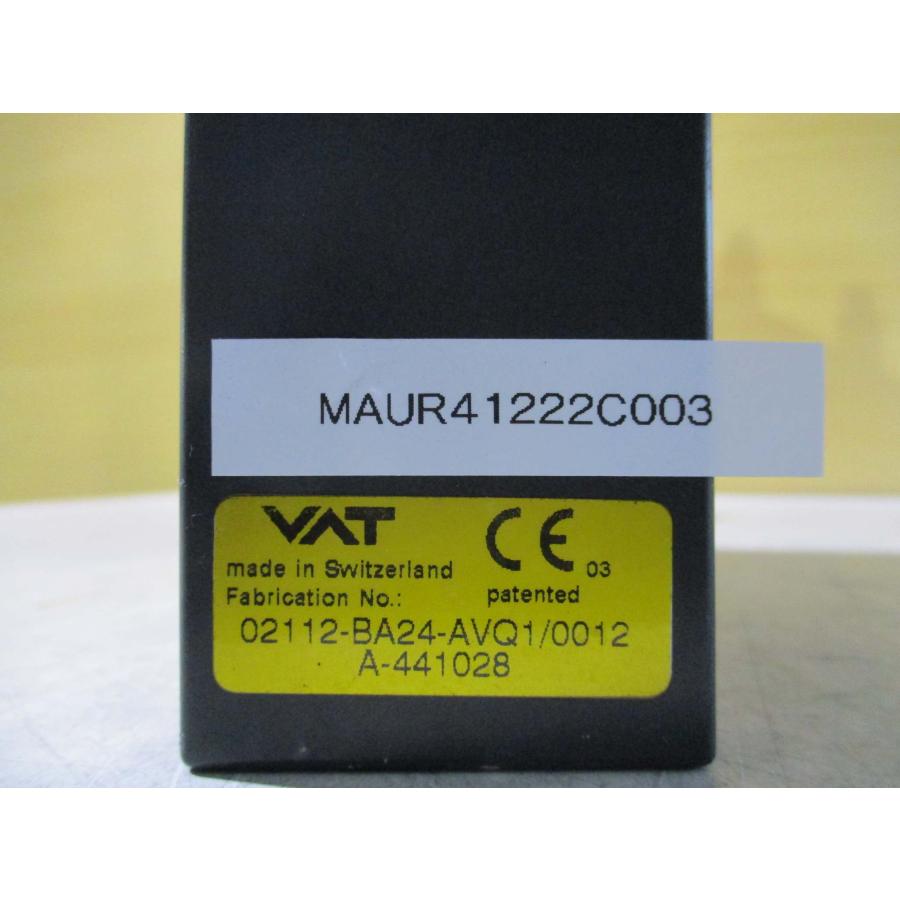 MAUR41222C003
VAT CE 03
made in Switzerland
Fabrication No.: patented
02112-BA24-AVQ1/0012
A-441028